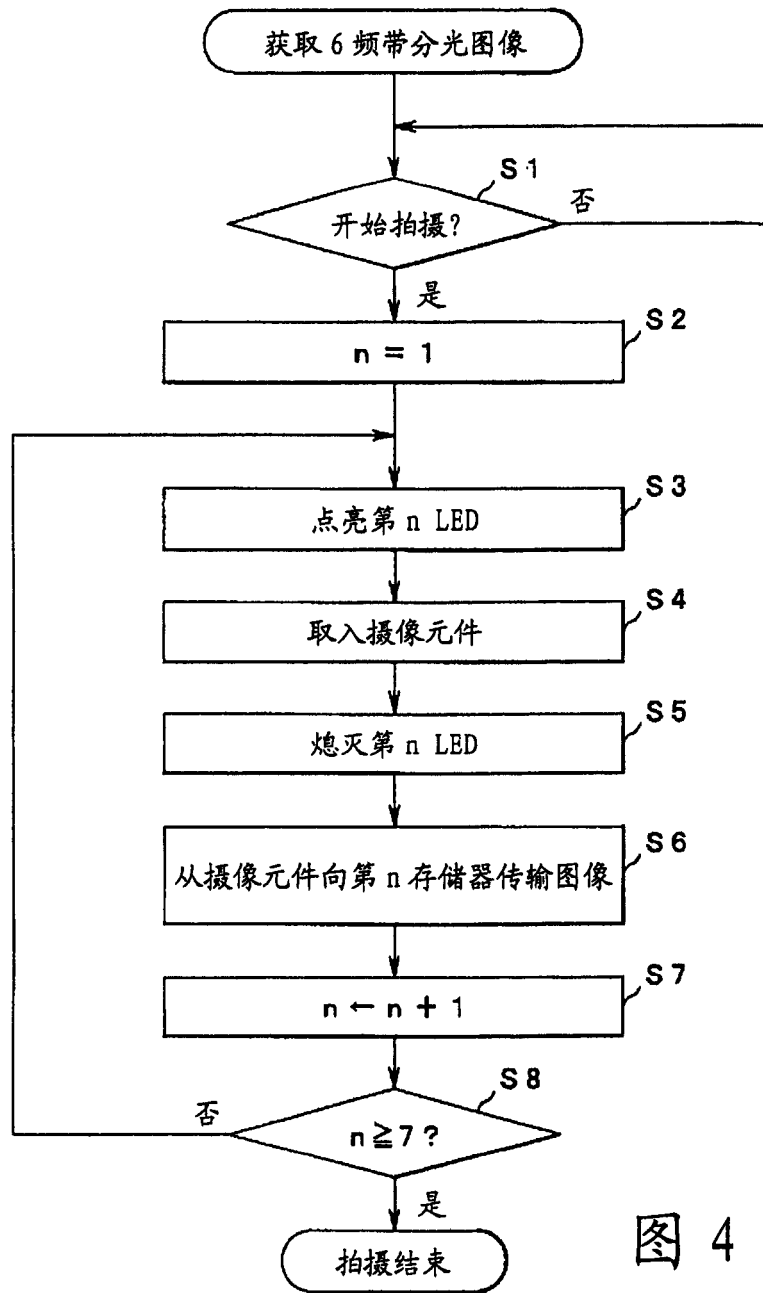 获取 6 频带分光图像
S1
开始拍摄?
否
是
S2
n = 1
S3
点亮第 n LED
S4
取入摄像元件
S5
熄灭第 n LED
S6
从摄像元件向第 n 存储器传输图像
S7
n ← n + 1
S8
否
n ≧ 7 ?
是
拍摄结束
图 4